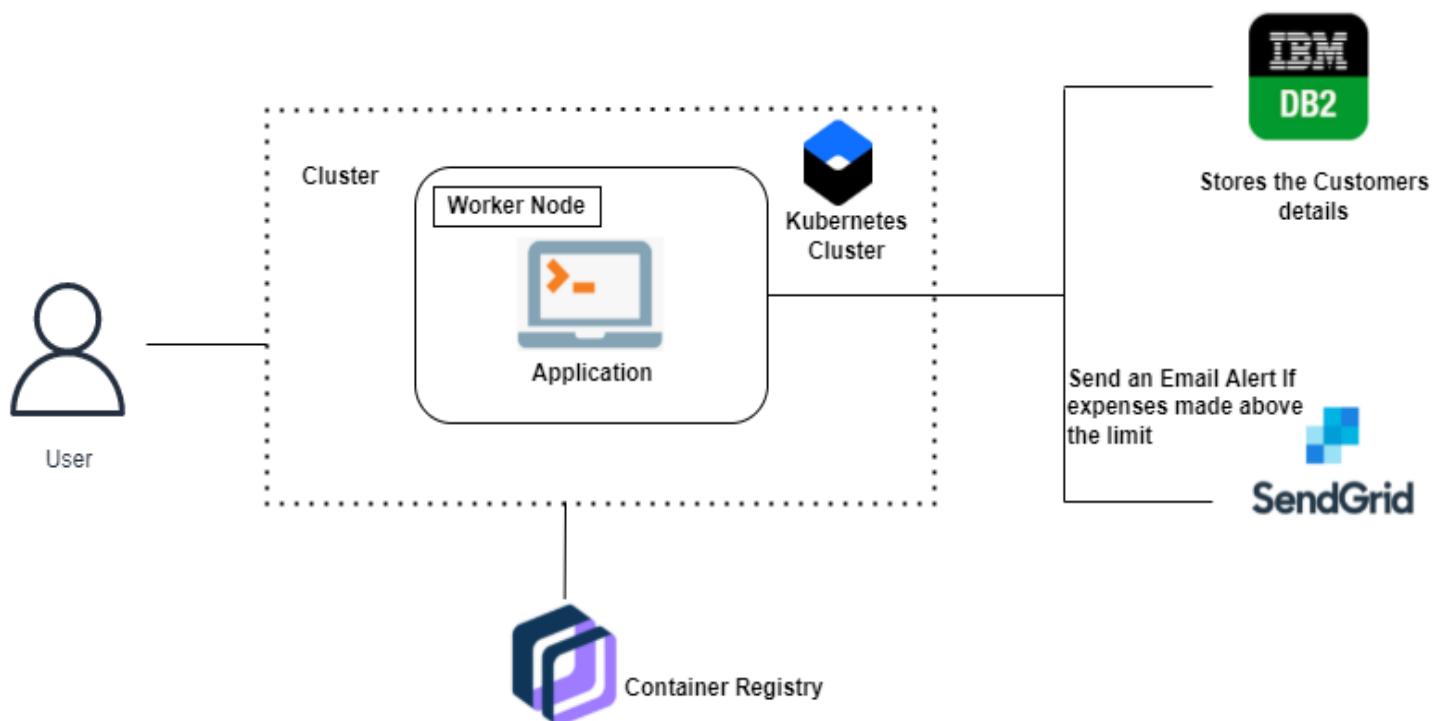 IBM
DB2
Stores the Customers
details
Cluster
Worker Node
Application
Kubernetes
Cluster
User
Send an Email Alert If
expenses made above
the limit
SendGrid
Container Registry